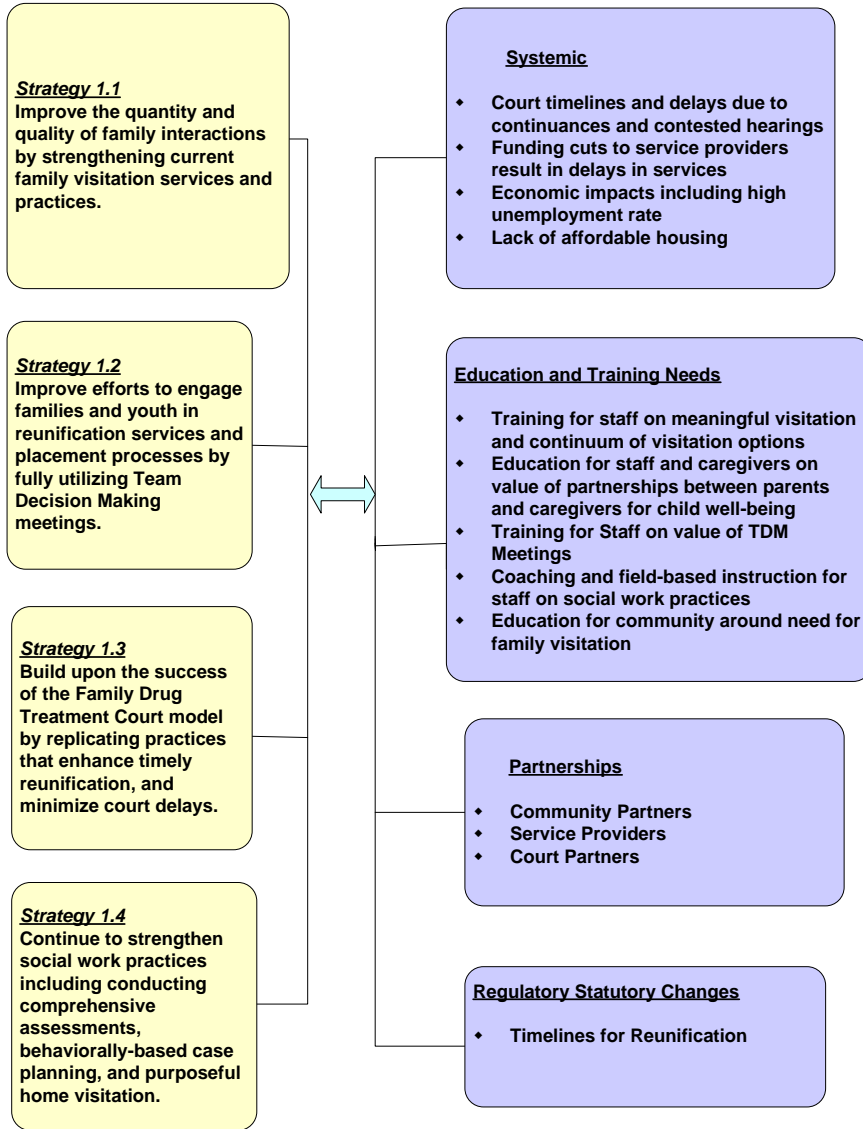 Strategy 1.1
Improve the quantity and
quality of family interactions
by strengthening current
family visitation services and
practices.
Strategy 1.2
Improve efforts to engage
families and youth in
reunification services and
placement processes by
fully utilizing Team
Decision Making
meetings.
Strategy 1.3
Build upon the success
of the Family Drug
Treatment Court model
by replicating practices
that enhance timely
reunification, and
minimize court delays.
Strategy 1.4
Continue to strengthen
social work practices
including conducting
comprehensive
assessments,
behaviorally-based case
planning, and purposeful
home visitation.
Systemic
◆ Court timelines and delays due to
continuances and contested hearings
◆ Funding cuts to service providers
result in delays in services
◆ Economic impacts including high
unemployment rate
◆ Lack of affordable housing
Education and Training Needs
◆ Training for staff on meaningful visitation
and continuum of visitation options
◆ Education for staff and caregivers on
value of partnerships between parents
and caregivers for child well-being
◆ Training for Staff on value of TDM
Meetings
◆ Coaching and field-based instruction for
staff on social work practices
◆ Education for community around need for
family visitation
Partnerships
◆ Community Partners
◆ Service Providers
◆ Court Partners
Regulatory Statutory Changes
◆ Timelines for Reunification